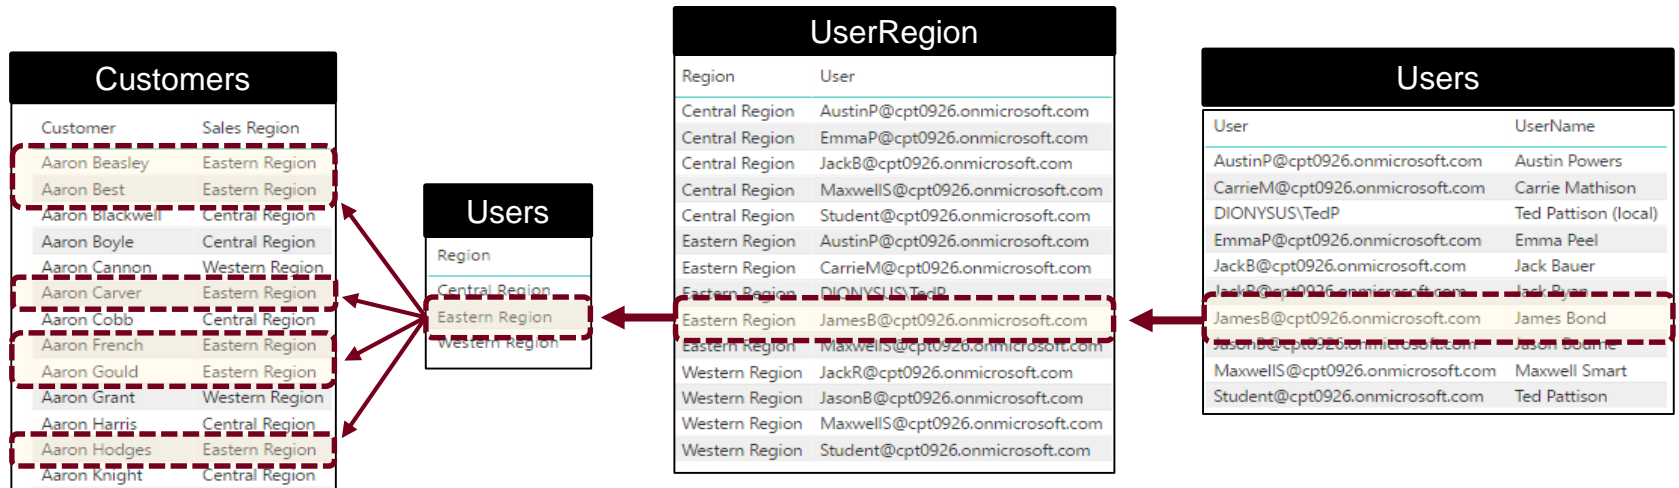 Customers
Customer Sales Region
Aaron Beasley Eastern Region
Aaron Best Eastern Region
Aaron Blackwell Central Region
Aaron Boyle Central Region
Aaron Cannon Western Region
Aaron Carver Eastern Region
Aaron Cobb Central Region
Aaron French Eastern Region
Aaron Gould Eastern Region
Aaron Grant Western Region
Aaron Harris Central Region
Aaron Hodges Eastern Region
Aaron Knight Central Region
Users
Region
Central Region
Eastern Region
Western Region
UserRegion
Region User
Central Region AustinP@cpt0926.onmicrosoft.com
Central Region EmmaP@cpt0926.onmicrosoft.com
Central Region JackB@cpt0926.onmicrosoft.com
Central Region MaxwellS@cpt0926.onmicrosoft.com
Central Region Student@cpt0926.onmicrosoft.com
Eastern Region AustinP@cpt0926.onmicrosoft.com
Eastern Region CarrieM@cpt0926.onmicrosoft.com
Eastern Region DIONYSUS\TedP
Eastern Region JamesB@cpt0926.onmicrosoft.com
Eastern Region MaxwellS@cpt0926.onmicrosoft.com
Western Region JackR@cpt0926.onmicrosoft.com
Western Region JasonB@cpt0926.onmicrosoft.com
Western Region MaxwellS@cpt0926.onmicrosoft.com
Western Region Student@cpt0926.onmicrosoft.com
Users
User UserName
AustinP@cpt0926.onmicrosoft.com Austin Powers
CarrieM@cpt0926.onmicrosoft.com Carrie Mathison
DIONYSUS\TedP Ted Pattison (local)
EmmaP@cpt0926.onmicrosoft.com Emma Peel
JackB@cpt0926.onmicrosoft.com Jack Bauer
JackR@cpt0926.onmicrosoft.com Jack Ryan
JamesB@cpt0926.onmicrosoft.com James Bond
JasonB@cpt0926.onmicrosoft.com Jason Bourne
MaxwellS@cpt0926.onmicrosoft.com Maxwell Smart
Student@cpt0926.onmicrosoft.com Ted Pattison